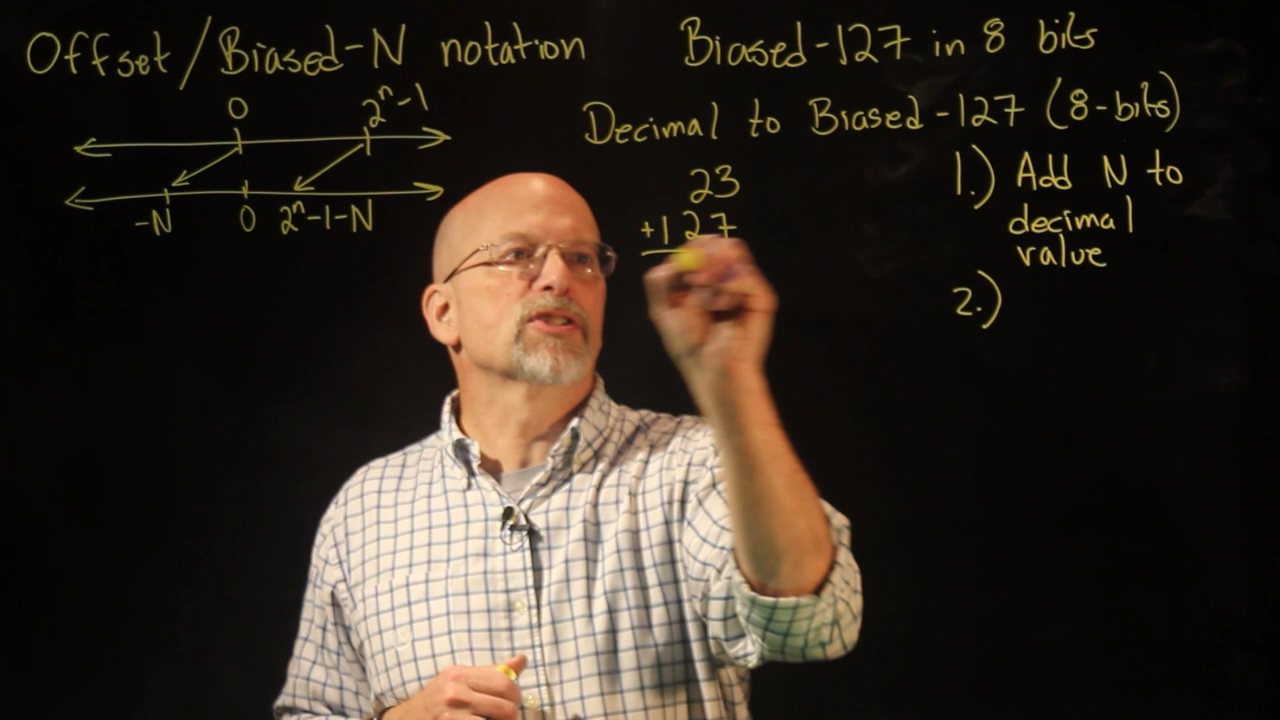 Offset/Biased-N notation
0
2^n-1
-N 0 2^n-1-N
Biased-127 in 8 bits
Decimal to Biased-127 (8-bits)
23
+127
1.) Add N to
decimal
value
2.)